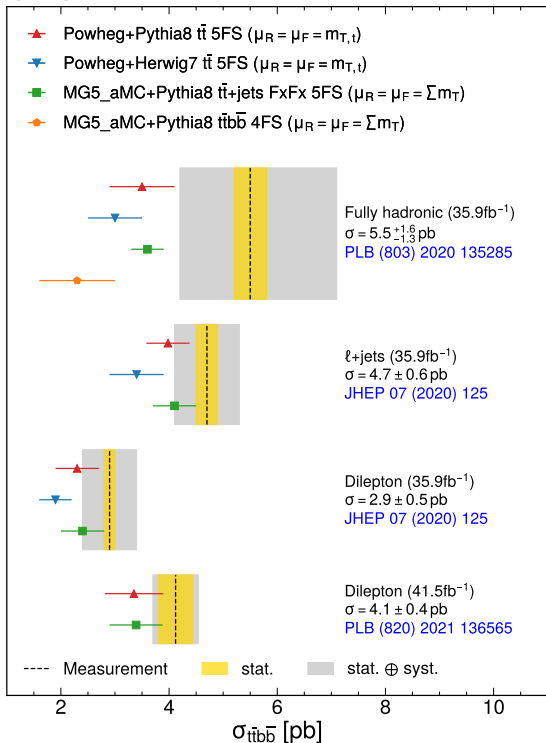 Powheg+Pythia8 tt̄ 5FS (μR = μF = mT,t)
Powheg+Herwig7 tt̄ 5FS (μR = μF = mT,t)
MG5_aMC+Pythia8 tt̄+jets FxFx 5FS (μR = μF = ∑mT)
MG5_aMC+Pythia8 tt̄bb̄ 4FS (μR = μF = ∑mT)
Fully hadronic (35.9fb⁻¹)
σ = 5.5 +1.6 −1.3 pb
PLB (803) 2020 135285
ℓ+jets (35.9fb⁻¹)
σ = 4.7 ± 0.6 pb
JHEP 07 (2020) 125
Dilepton (35.9fb⁻¹)
σ = 2.9 ± 0.5 pb
JHEP 07 (2020) 125
Dilepton (41.5fb⁻¹)
σ = 4.1 ± 0.4 pb
PLB (820) 2021 136565
Measurement stat. stat. ⊕ syst.
2 4 6 8 10
σtt̄bb̄ [pb]